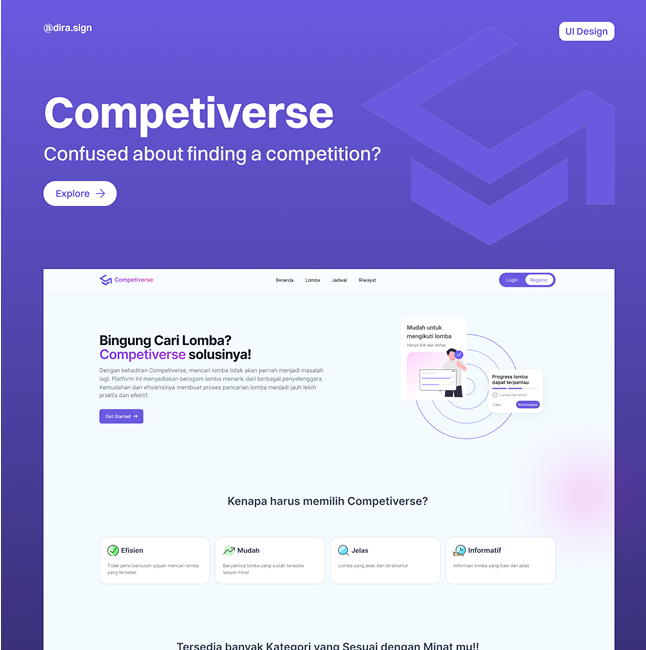 @dira.sign
UI Design
Competiverse
Confused about finding a competition?
Explore
Competiverse
Beranda
Lomba
Jadwal
Riwayat
Login
Register
Bingung Cari Lomba?
Competiverse solusinya!
Dengan kehadiran Competiverse, mencari lomba tidak akan pernah menjadi masalah
lagi. Platform ini menyediakan beragam lomba menarik dari berbagai penyelenggara.
Kemudahan dan efisiensinya membuat proses pencarian lomba menjadi jauh lebih
praktis dan efektif.
Get Started
Mudah untuk
mengikuti lomba
Hanya klik dan daftar
Progress lomba
dapat terpantau
Kenapa harus memilih Competiverse?
Efisien
Tidak perlu bersusah-payah mencari lomba
yang tersebar
Mudah
Banyaknya lomba yang sudah tersedia
sesuai minat
Jelas
Lomba yang jelas dan terstruktur
Informatif
Informasi lomba yang baik dan jelas
Tersedia banyak Kategori yang Sesuai dengan Minat mu!!